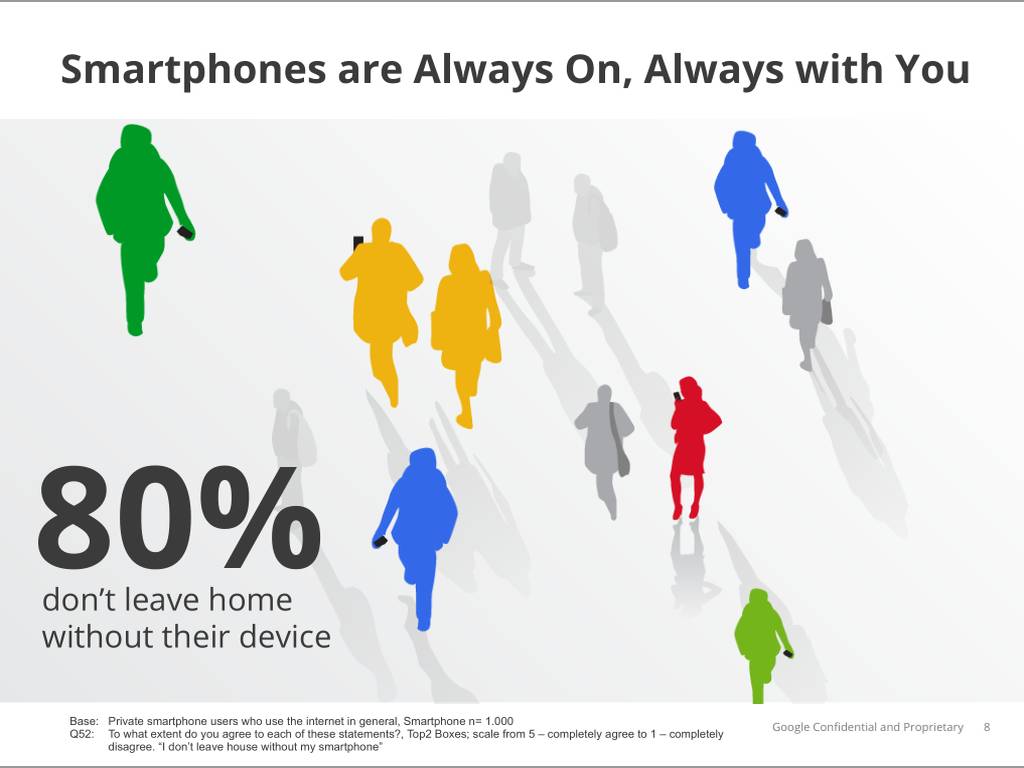 Smartphones are Always On, Always with You
80%
don’t leave home
without their device
Base: Private smartphone users who use the internet in general, Smartphone n= 1.000
Q52: To what extent do you agree to each of these statements?, Top2 Boxes; scale from 5 – completely agree to 1 – completely
disagree. “I don’t leave house without my smartphone”
Google Confidential and Proprietary 8